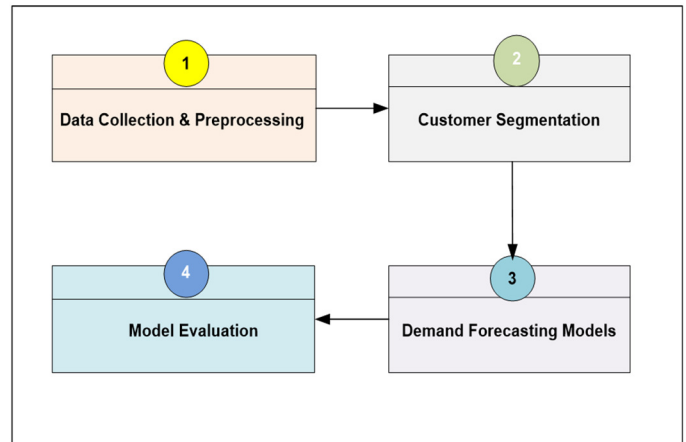 1
Data Collection & Preprocessing
2
Customer Segmentation
3
Demand Forecasting Models
4
Model Evaluation